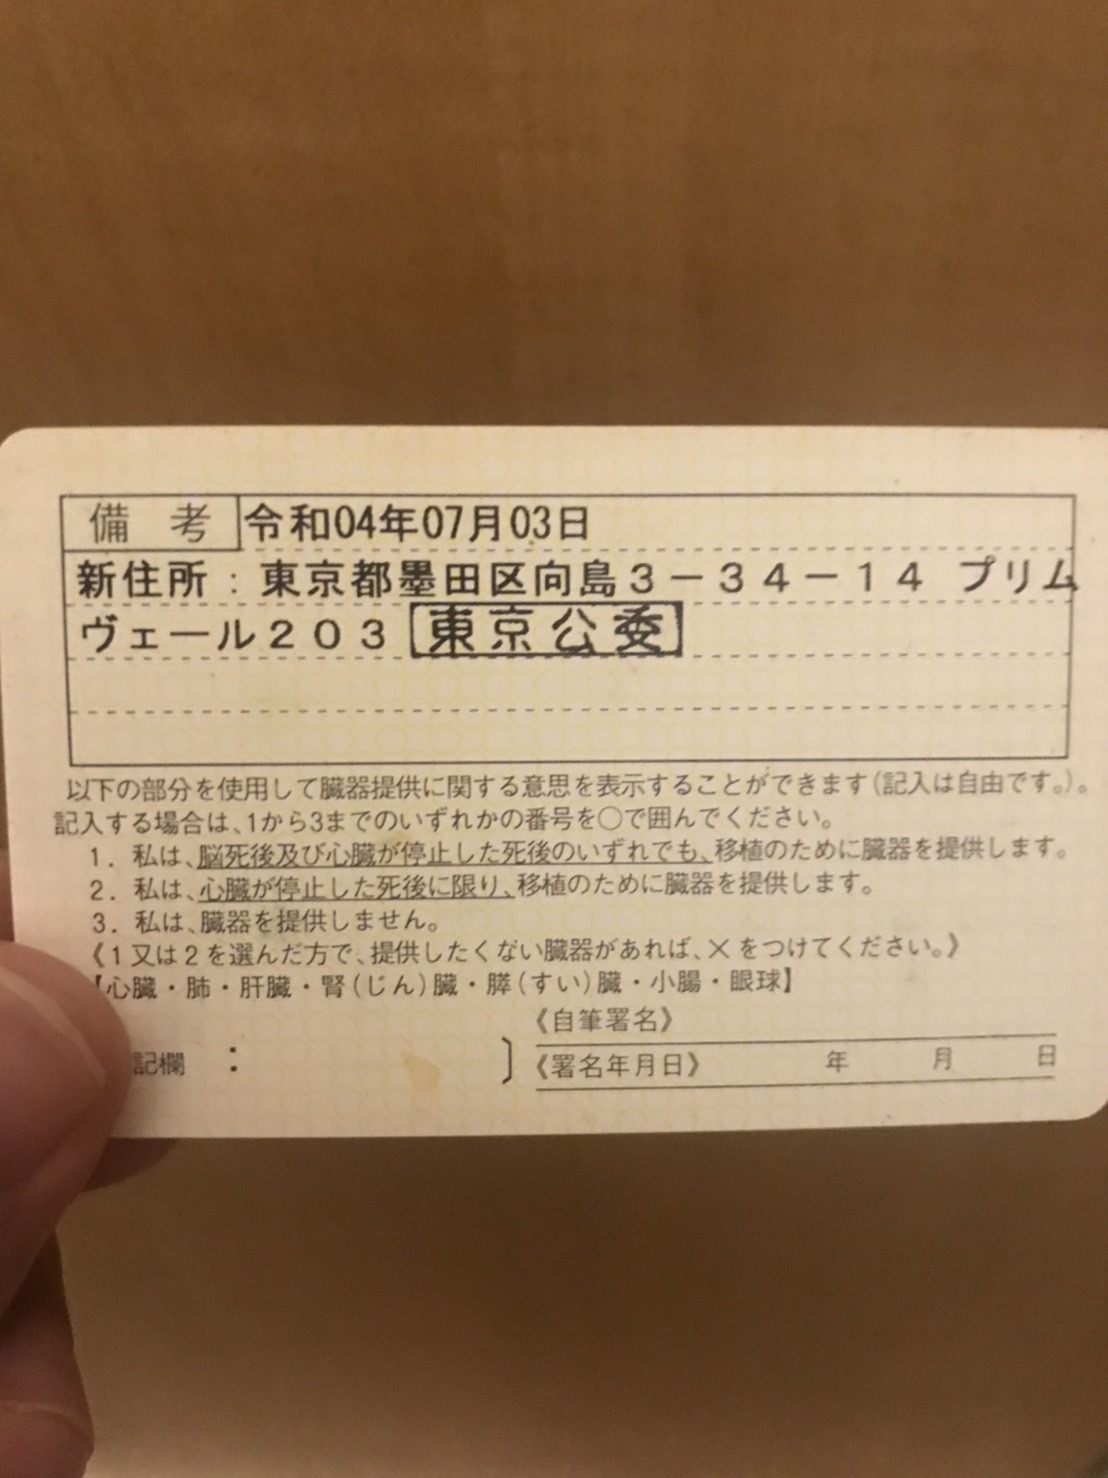 備考 令和04年07月03日
新住所：東京都墨田区向島３－３４－１４ プリム
ヴェール２０３ 東京公委
以下の部分を使用して臓器提供に関する意思を表示することができます(記入は自由です。)。
記入する場合は、1から3までのいずれかの番号を〇で囲んでください。
1. 私は、脳死後及び心臓が停止した死後のいずれでも、移植のために臓器を提供します。
2. 私は、心臓が停止した死後に限り、移植のために臓器を提供します。
3. 私は、臓器を提供しません。
《1又は2を選んだ方で、提供したくない臓器があれば、×をつけてください。》
【心臓・肺・肝臓・腎(じん)臓・膵(すい)臓・小腸・眼球】
《自筆署名》
記欄：　〕《署名年月日》 年 月 日